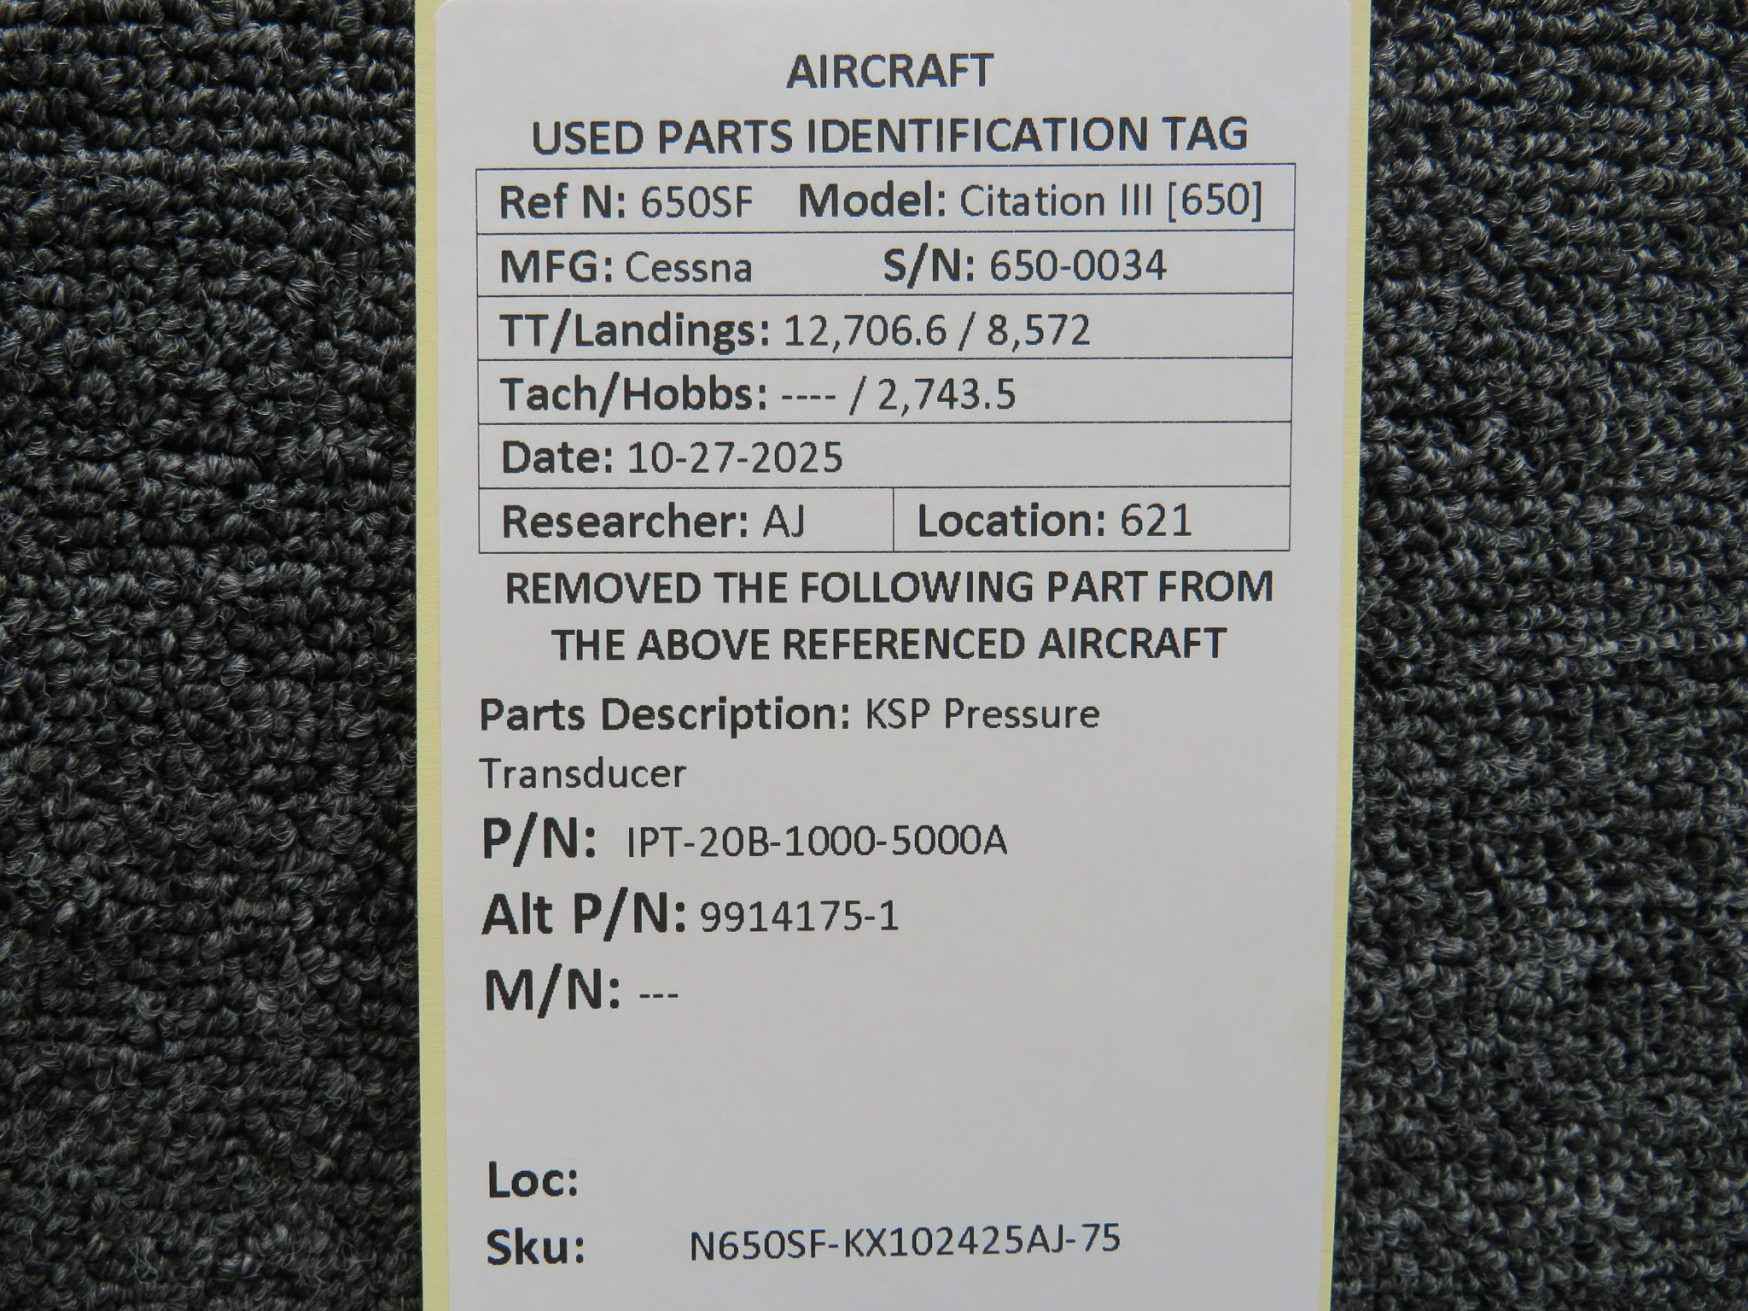 AIRCRAFT
USED PARTS IDENTIFICATION TAG
Ref N: 650SF Model: Citation III [650]
MFG: Cessna S/N: 650-0034
TT/Landings: 12,706.6 / 8,572
Tach/Hobbs: ---- / 2,743.5
Date: 10-27-2025
Researcher: AJ Location: 621
REMOVED THE FOLLOWING PART FROM
THE ABOVE REFERENCED AIRCRAFT
Parts Description: KSP Pressure
Transducer
P/N: IPT-20B-1000-5000A
Alt P/N: 9914175-1
M/N: ---
Loc:
Sku: N650SF-KX102425AJ-75